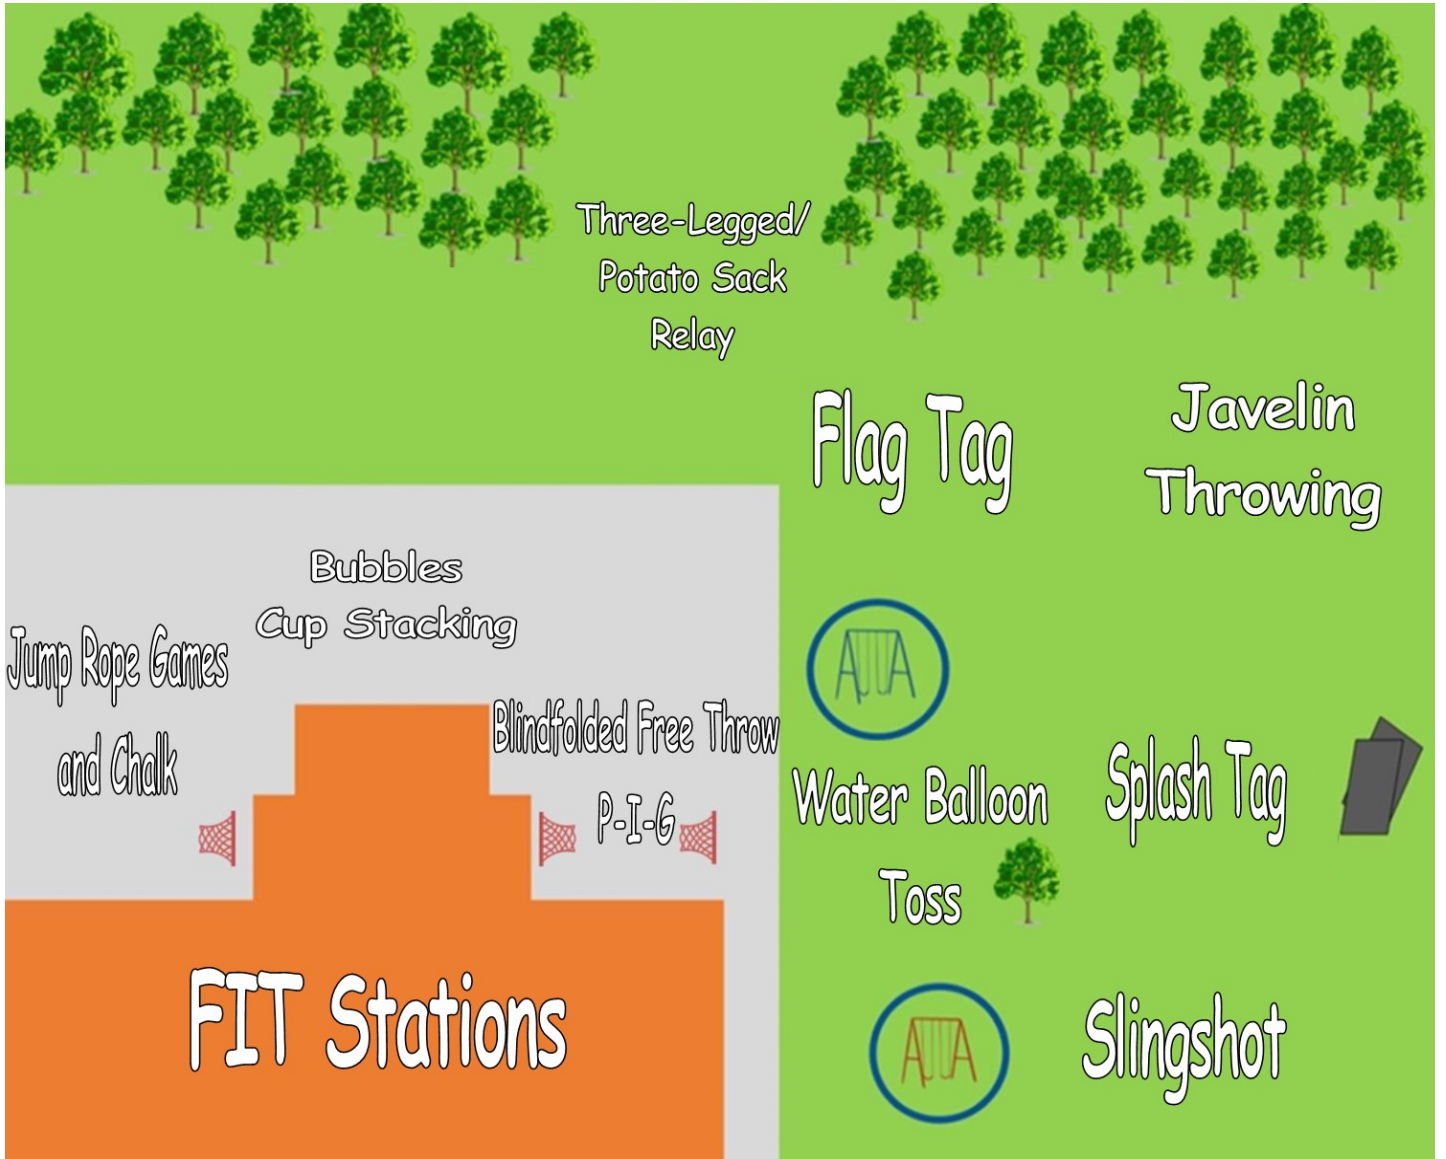 Three-Legged/
Potato Sack
Relay
Flag Tag
Javelin
Throwing
Bubbles
Cup Stacking
Jump Rope Games
and Chalk
Blindfolded Free Throw
P-I-G
Water Balloon
Toss
Splash Tag
FIT Stations
Slingshot